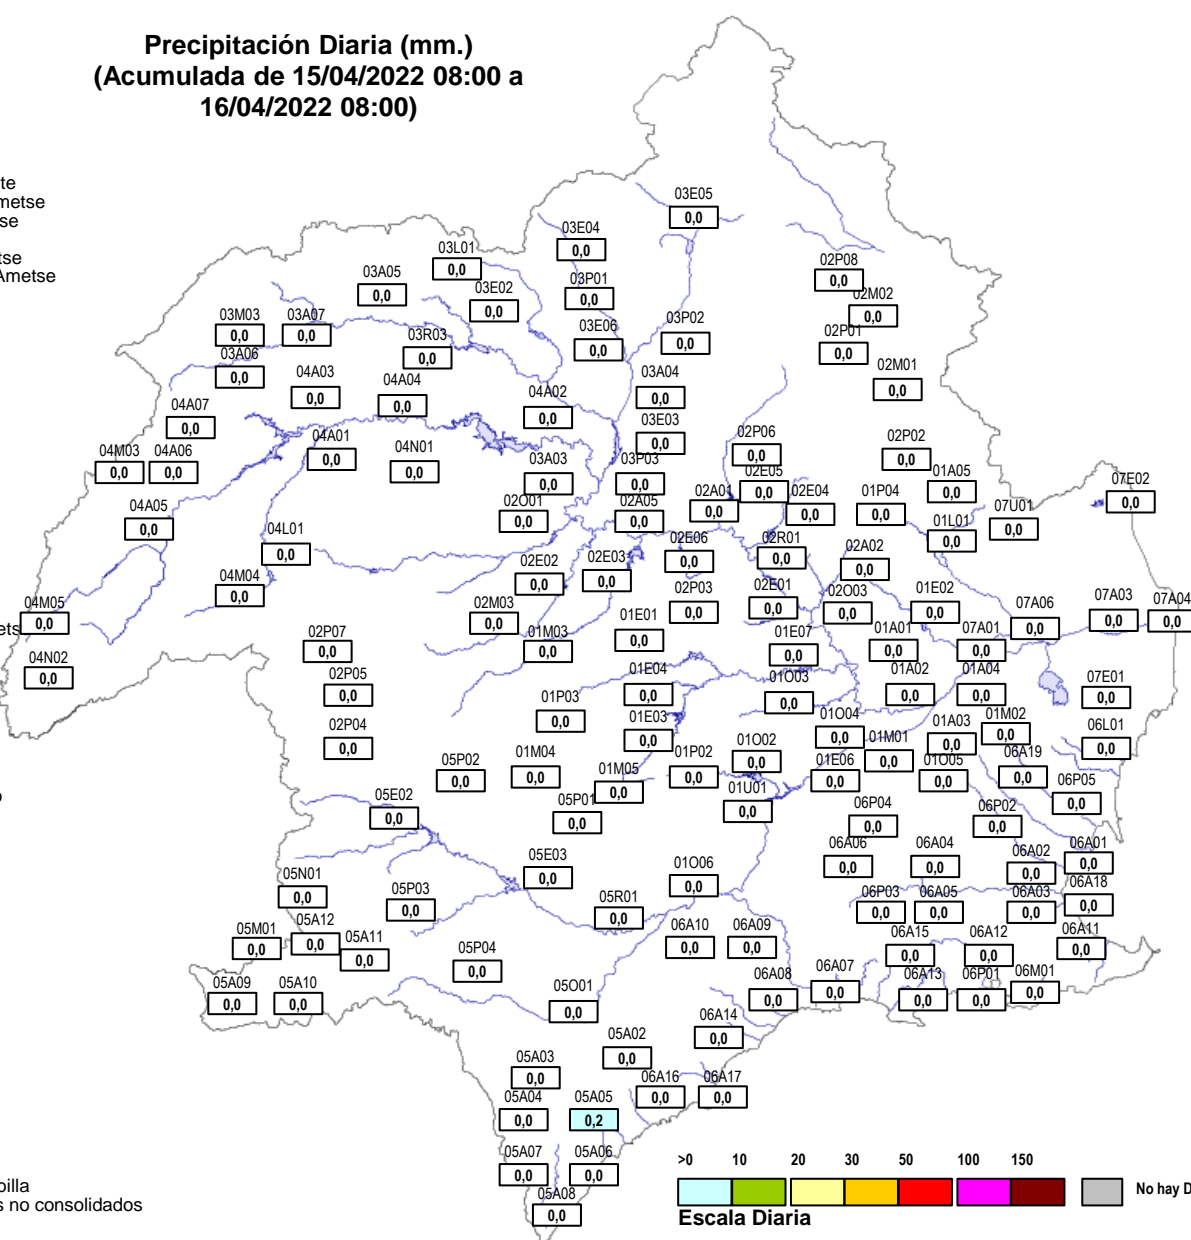 Precipitación Diaria (mm.)
(Acumulada de 15/04/2022 08:00 a
16/04/2022 08:00)
te
metse
se
tse
Ametse
03E05
0,0
03E04
0,0
03L01
0,0
02P08
0,0
03A05
0,0
03P01
0,0
03E02
0,0
02M02
0,0
03M03
0,0
03A07
0,0
03E06
0,0
03P02
0,0
02P01
0,0
03R03
0,0
03A06
0,0
04A03
0,0
04A04
0,0
03A04
0,0
02M01
0,0
04A02
0,0
04A07
0,0
03E03
0,0
04A01
0,0
04N01
0,0
02P06
0,0
02P02
0,0
04M03
0,0
04A06
0,0
03A03
0,0
03P03
0,0
02E05
0,0
01A05
0,0
07E02
0,0
02O01
0,0
02A05
0,0
02A01
0,0
02E04
0,0
01P04
0,0
04A05
0,0
07U01
0,0
04L01
0,0
01L01
0,0
02E02
0,0
02E03
0,0
02E06
0,0
02R01
0,0
02A02
0,0
04M04
0,0
04M05
0,0
02M03
0,0
02P03
0,0
02E01
0,0
02O03
0,0
01E02
0,0
07A06
0,0
07A03
0,0
07A04
0,0
ets
02P07
0,0
01M03
0,0
01E01
0,0
01E07
0,0
01A01
0,0
07A01
0,0
04N02
0,0
02P05
0,0
01E04
0,0
01O03
0,0
01A02
0,0
01A04
0,0
07E01
0,0
01P03
0,0
02P04
0,0
01E03
0,0
01O04
0,0
01A03
0,0
01M02
0,0
06L01
0,0
05P02
0,0
01M04
0,0
01M05
0,0
01P02
0,0
01O02
0,0
01M01
0,0
01E06
0,0
01O05
0,0
06A19
0,0
06P05
0,0
o
05E02
0,0
05P01
0,0
01U01
0,0
06P04
0,0
06P02
0,0
05E03
0,0
01O06
0,0
06A06
0,0
06A04
0,0
06A02
0,0
06A01
0,0
05N01
0,0
05P03
0,0
05R01
0,0
06P03
0,0
06A05
0,0
06A03
0,0
06A18
0,0
05M01
0,0
05A12
0,0
05A11
0,0
05P04
0,0
06A10
0,0
06A09
0,0
06A15
0,0
06A12
0,0
06A11
0,0
05A09
0,0
05A10
0,0
05O01
0,0
06A08
0,0
06A07
0,0
06A13
0,0
06P01
0,0
06M01
0,0
06A14
0,0
05A02
0,0
05A03
0,0
06A16
0,0
06A17
0,0
05A04
0,0
05A05
0,2
05A07
0,0
05A06
0,0
05A08
0,0
oilla
s no consolidados
>0 10 20 30 50 100 150
No hay D
Escala Diaria